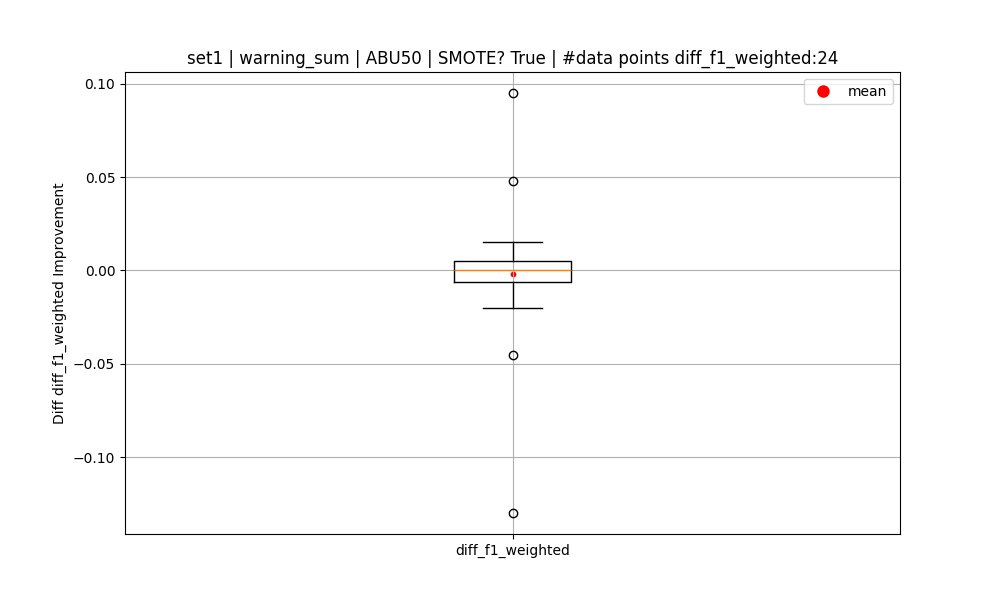 set1 | warning_sum | ABU50 | SMOTE? True | #data points diff_f1_weighted:24
mean
Diff diff_f1_weighted Improvement
0.10
0.05
0.00
−0.05
−0.10
diff_f1_weighted